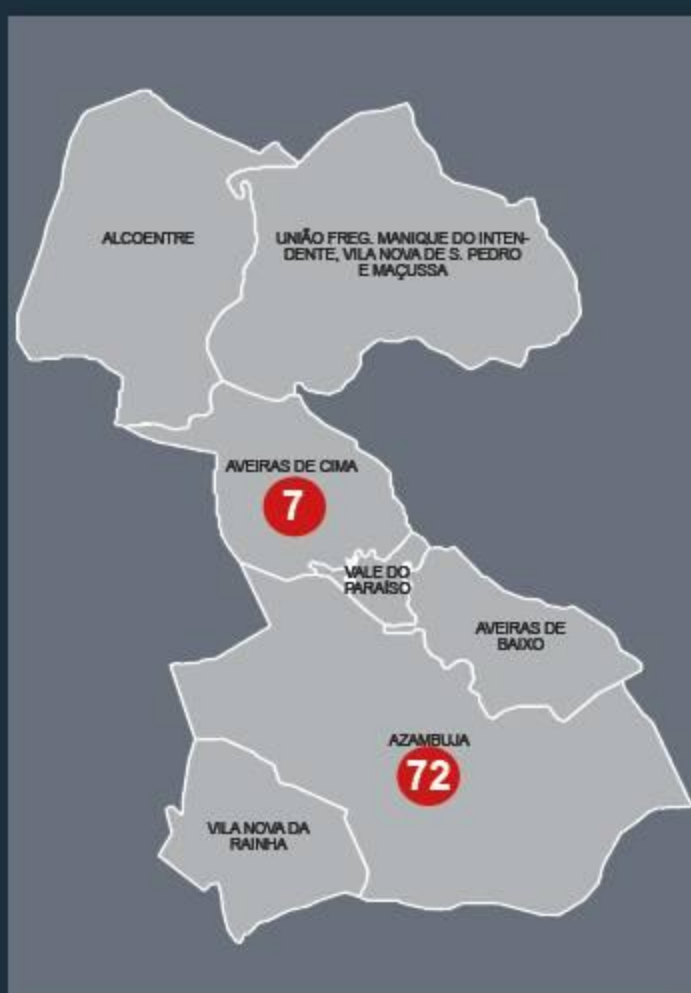 ALCOENTRE
UNIÃO FREG. MANIQUE DO INTEN-
DENTE, VILA NOVA DE S. PEDRO
E MAÇUSSA
AVEIRAS DE CIMA
7
VALE DO
PARAÍSO
AVEIRAS DE
BAIXO
AZAMBUJA
72
VILA NOVA DA
RAINHA